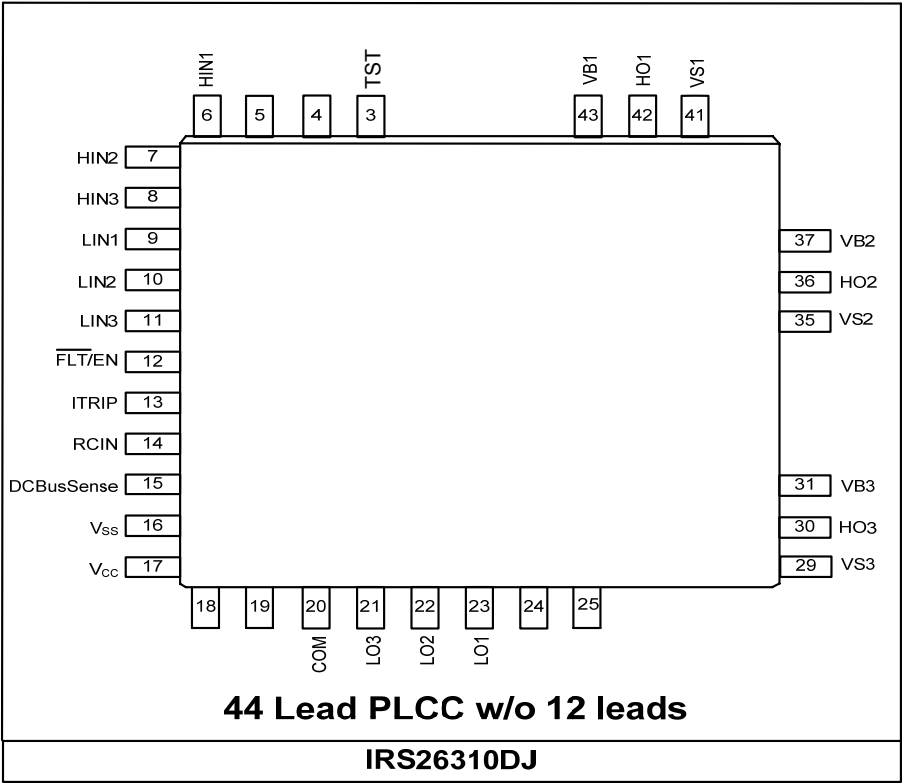 HIN1
TST
VB1
HO1
VS1
6
5
4
3
43
42
41
HIN2 7
HIN3 8
LIN1 9
LIN2 10
LIN3 11
FLT/EN 12
ITRIP 13
RCIN 14
DCBusSense 15
VSS 16
VCC 17
37 VB2
36 HO2
35 VS2
31 VB3
30 HO3
29 VS3
18
19
20
21
22
23
24
25
COM
LO3
LO2
LO1
44 Lead PLCC w/o 12 leads
IRS26310DJ